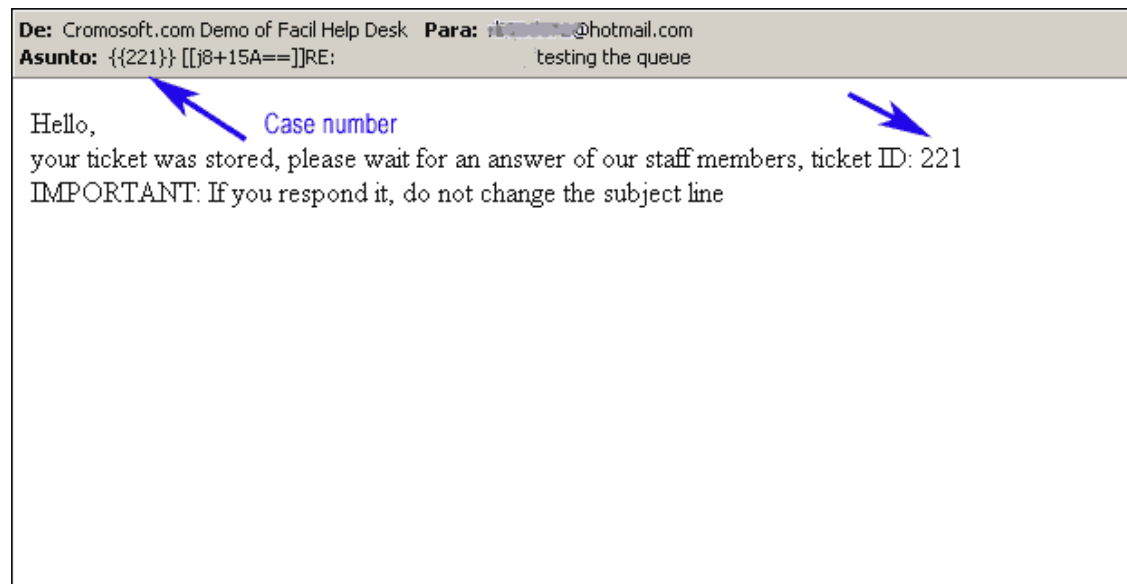 De: Cromosoft.com Demo of Facil Help Desk Para: @hotmail.com
Asunto: {{221}} [[j8+15A==]]RE: testing the queue
Case number
Hello,
your ticket was stored, please wait for an answer of our staff members, ticket ID: 221
IMPORTANT: If you respond it, do not change the subject line